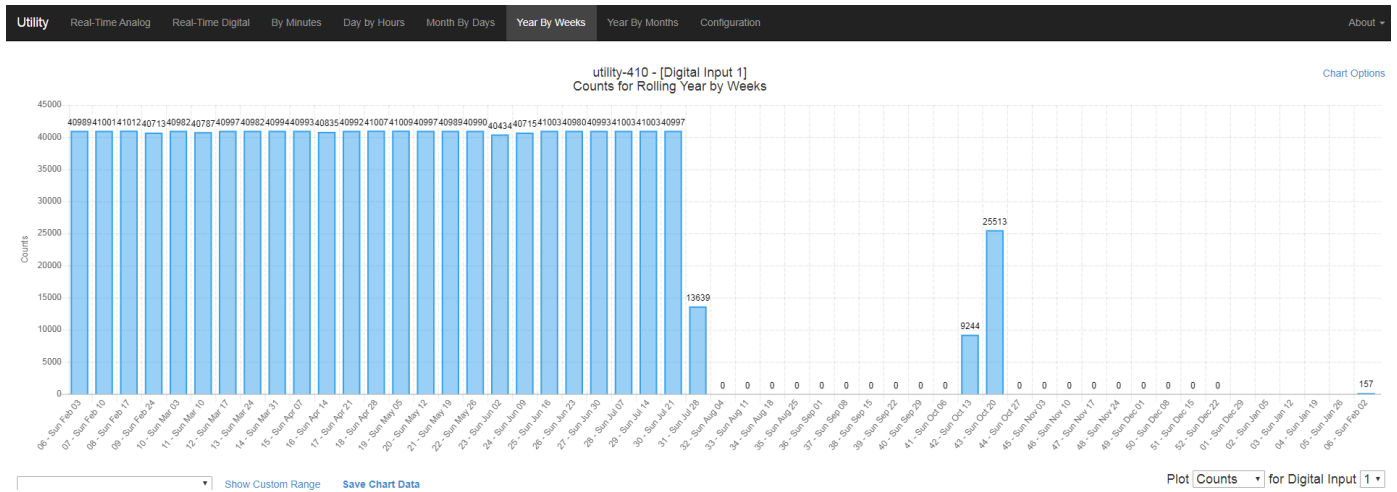 Utility Real-Time Analog Real-Time Digital By Minutes Day by Hours Month By Days Year By Weeks Year By Months Configuration About
utility-410 - [Digital Input 1]
Counts for Rolling Year by Weeks
Chart Options
Counts
45000
40000
35000
30000
25000
20000
15000
10000
5000
0
40989 41001 41012 40713 40982 40787 40997 40982 40994 40993 40835 40992 41007 41009 40997 40989 40990 40434 40715 41003 40980 40993 41003 41003 40997 13639 0 0 0 0 0 0 0 0 0 0 9244 25513 0 0 0 0 0 0 0 0 0 157
06 - Sun Feb 03
07 - Sun Feb 10
08 - Sun Feb 17
09 - Sun Feb 24
10 - Sun Mar 03
11 - Sun Mar 10
12 - Sun Mar 17
13 - Sun Mar 24
14 - Sun Mar 31
15 - Sun Apr 07
16 - Sun Apr 14
17 - Sun Apr 21
18 - Sun Apr 28
19 - Sun May 05
20 - Sun May 12
21 - Sun May 19
22 - Sun May 26
23 - Sun Jun 02
24 - Sun Jun 09
25 - Sun Jun 16
26 - Sun Jun 23
27 - Sun Jun 30
28 - Sun Jul 07
29 - Sun Jul 14
30 - Sun Jul 21
31 - Sun Jul 28
32 - Sun Aug 04
33 - Sun Aug 11
34 - Sun Aug 18
35 - Sun Aug 25
36 - Sun Sep 01
37 - Sun Sep 08
38 - Sun Sep 15
39 - Sun Sep 22
40 - Sun Sep 29
41 - Sun Oct 06
42 - Sun Oct 13
43 - Sun Oct 20
44 - Sun Oct 27
45 - Sun Nov 03
46 - Sun Nov 10
47 - Sun Nov 17
48 - Sun Nov 24
49 - Sun Dec 01
50 - Sun Dec 08
51 - Sun Dec 15
52 - Sun Dec 22
01 - Sun Dec 29
02 - Sun Jan 05
03 - Sun Jan 12
04 - Sun Jan 19
05 - Sun Jan 26
06 - Sun Feb 02
Show Custom Range Save Chart Data Plot Counts for Digital Input 1